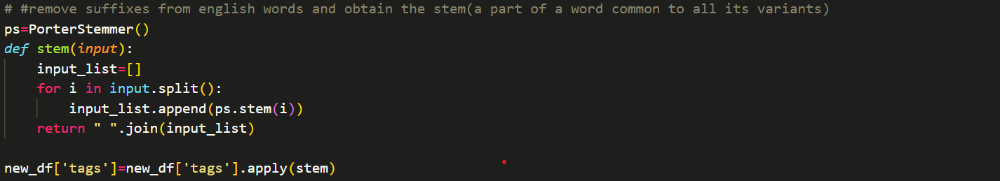 # #remove suffixes from english words and obtain the stem(a part of a word common to all its variants)
ps=PorterStemmer()
def stem(input):
    input_list=[]
    for i in input.split():
        input_list.append(ps.stem(i))
    return " ".join(input_list)

new_df['tags']=new_df['tags'].apply(stem)